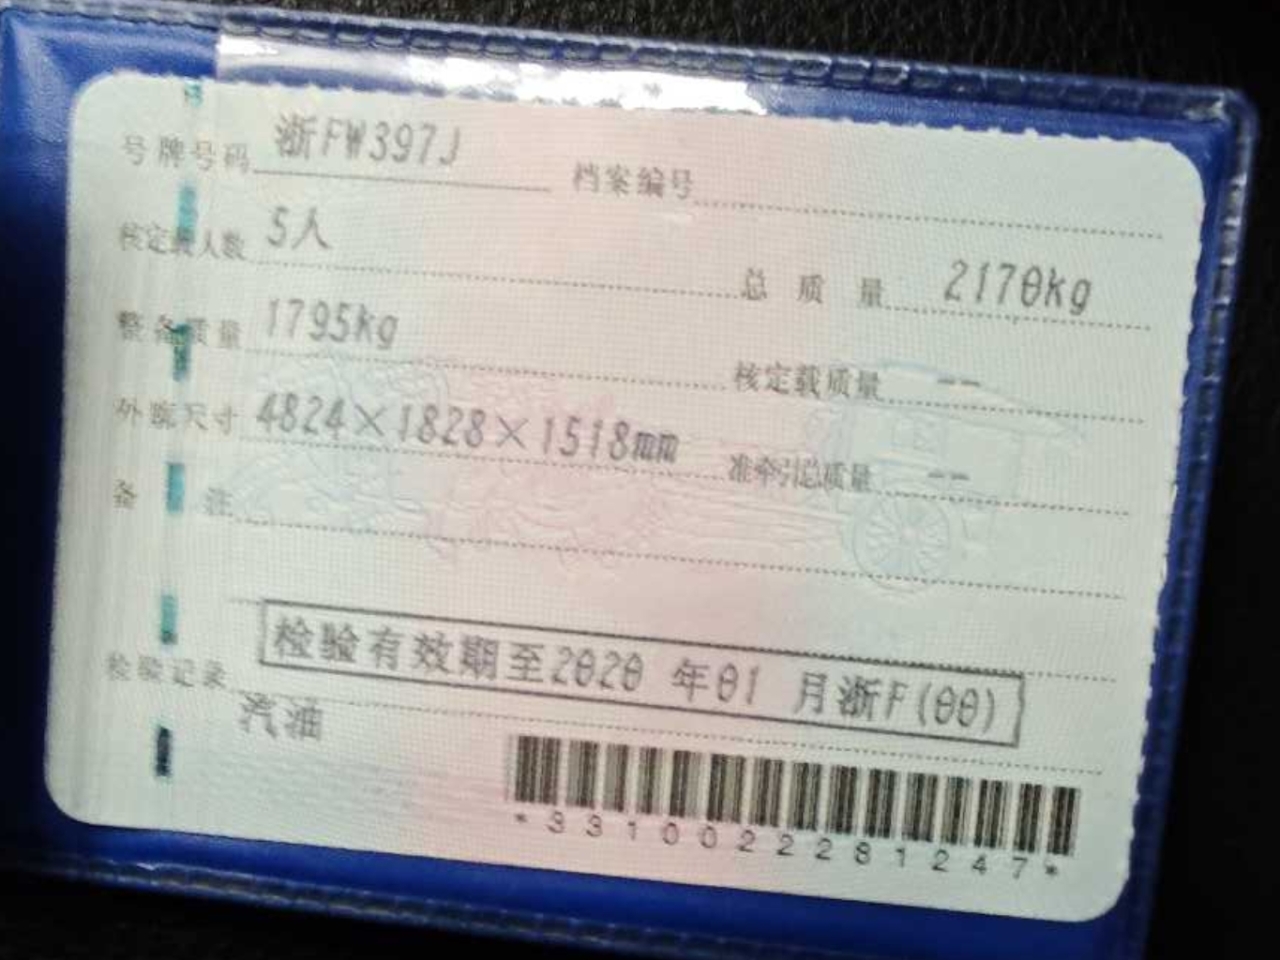 号牌号码 浙FW397J 档案编号
核定载人数 5人 总质量 2170kg
整备质量 1795kg 核定载质量 --
外廓尺寸 4824×1828×1518mm 准牵引总质量 --
备注
检验有效期至2020年01月浙F(00)
检验记录
汽油
*3310022281247*